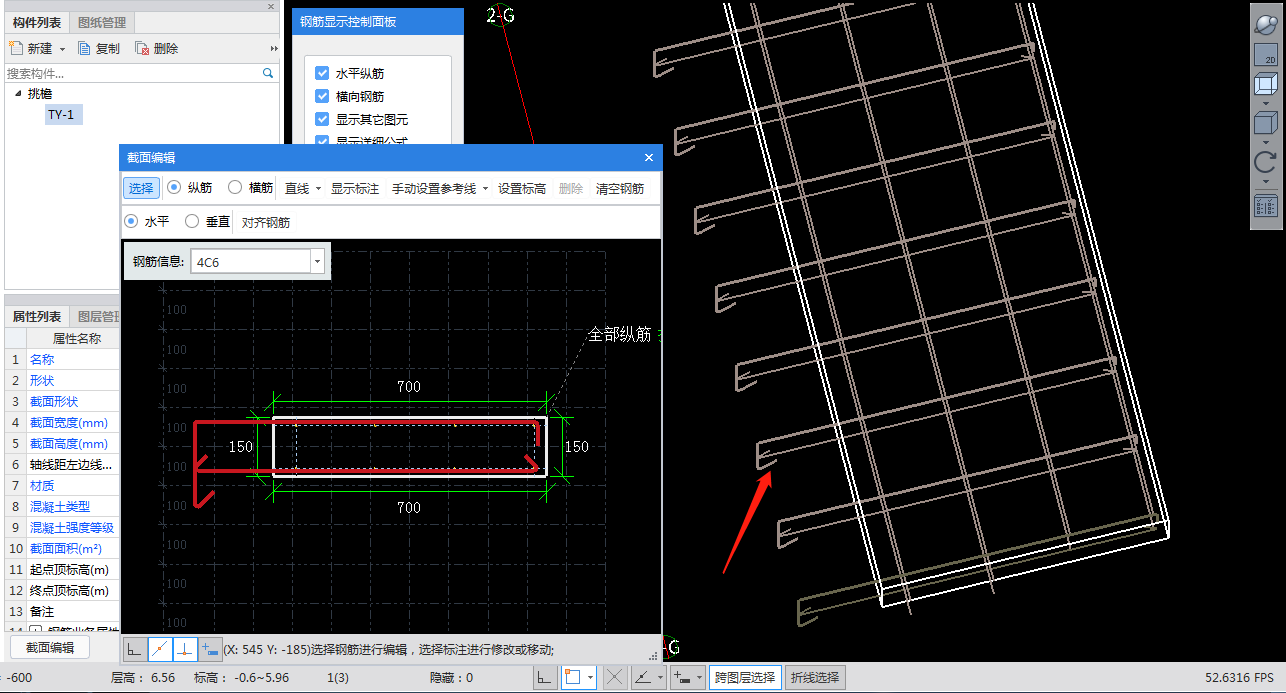 构件列表 图纸管理
新建 复制 删除
搜索构件...
挑檐
TY-1
钢筋显示控制面板
水平纵筋
横向钢筋
显示其它图元
显示详细公式
2-G
2D
截面编辑
选择 纵筋 横筋 直线 显示标注 手动设置参考线 设置标高 删除 清空钢筋
水平 垂直 对齐钢筋
钢筋信息: 4C6
100
100
100
100
100
100
100
100
100
全部纵筋
700
150
150
700
属性列表 图层管理
属性名称
1 名称
2 形状
3 截面形状
4 截面宽度(mm)
5 截面高度(mm)
6 轴线距左边线...
7 材质
8 混凝土类型
9 混凝土强度等级
10 截面面积(m²)
11 起点顶标高(m)
12 终点顶标高(m)
13 备注
14 钢筋业务属性
截面编辑
(X: 545 Y: -185)选择钢筋进行编辑，选择标注进行修改或移动;
-G
-600 层高： 6.56 标高： -0.6~5.96 1(3) 隐藏：0 跨图层选择 折线选择 52.6316 FPS